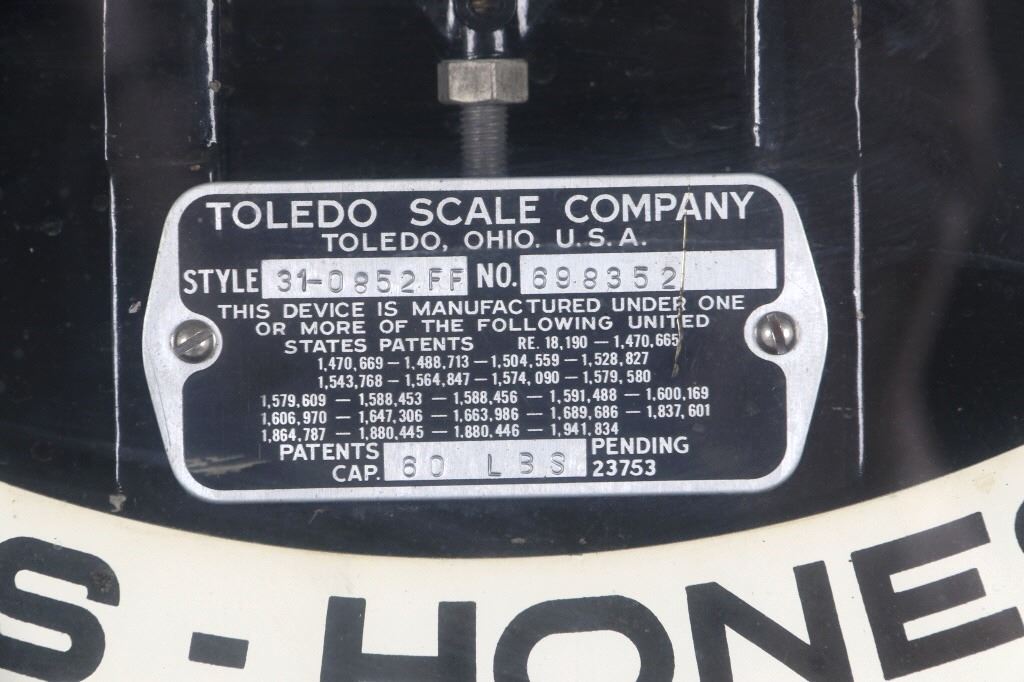 TOLEDO SCALE COMPANY
TOLEDO, OHIO. U.S.A.
STYLE 31-0852FF NO. 698352
THIS DEVICE IS MANUFACTURED UNDER ONE
OR MORE OF THE FOLLOWING UNITED
STATES PATENTS RE. 18,190 — 1,470,665
1,470,669 — 1,488,713 — 1,504,559 — 1,528,827
1,543,768 — 1,564,847 — 1,574,090 — 1,579,580
1,579,609 — 1,588,453 — 1,588,456 — 1,591,488 — 1,600,169
1,606,970 — 1,647,306 — 1,663,986 — 1,689,686 — 1,837,601
1,864,787 — 1,880,445 — 1,880,446 — 1,941,834
PATENTS PENDING
CAP. 60 LBS 23753
S - HONE